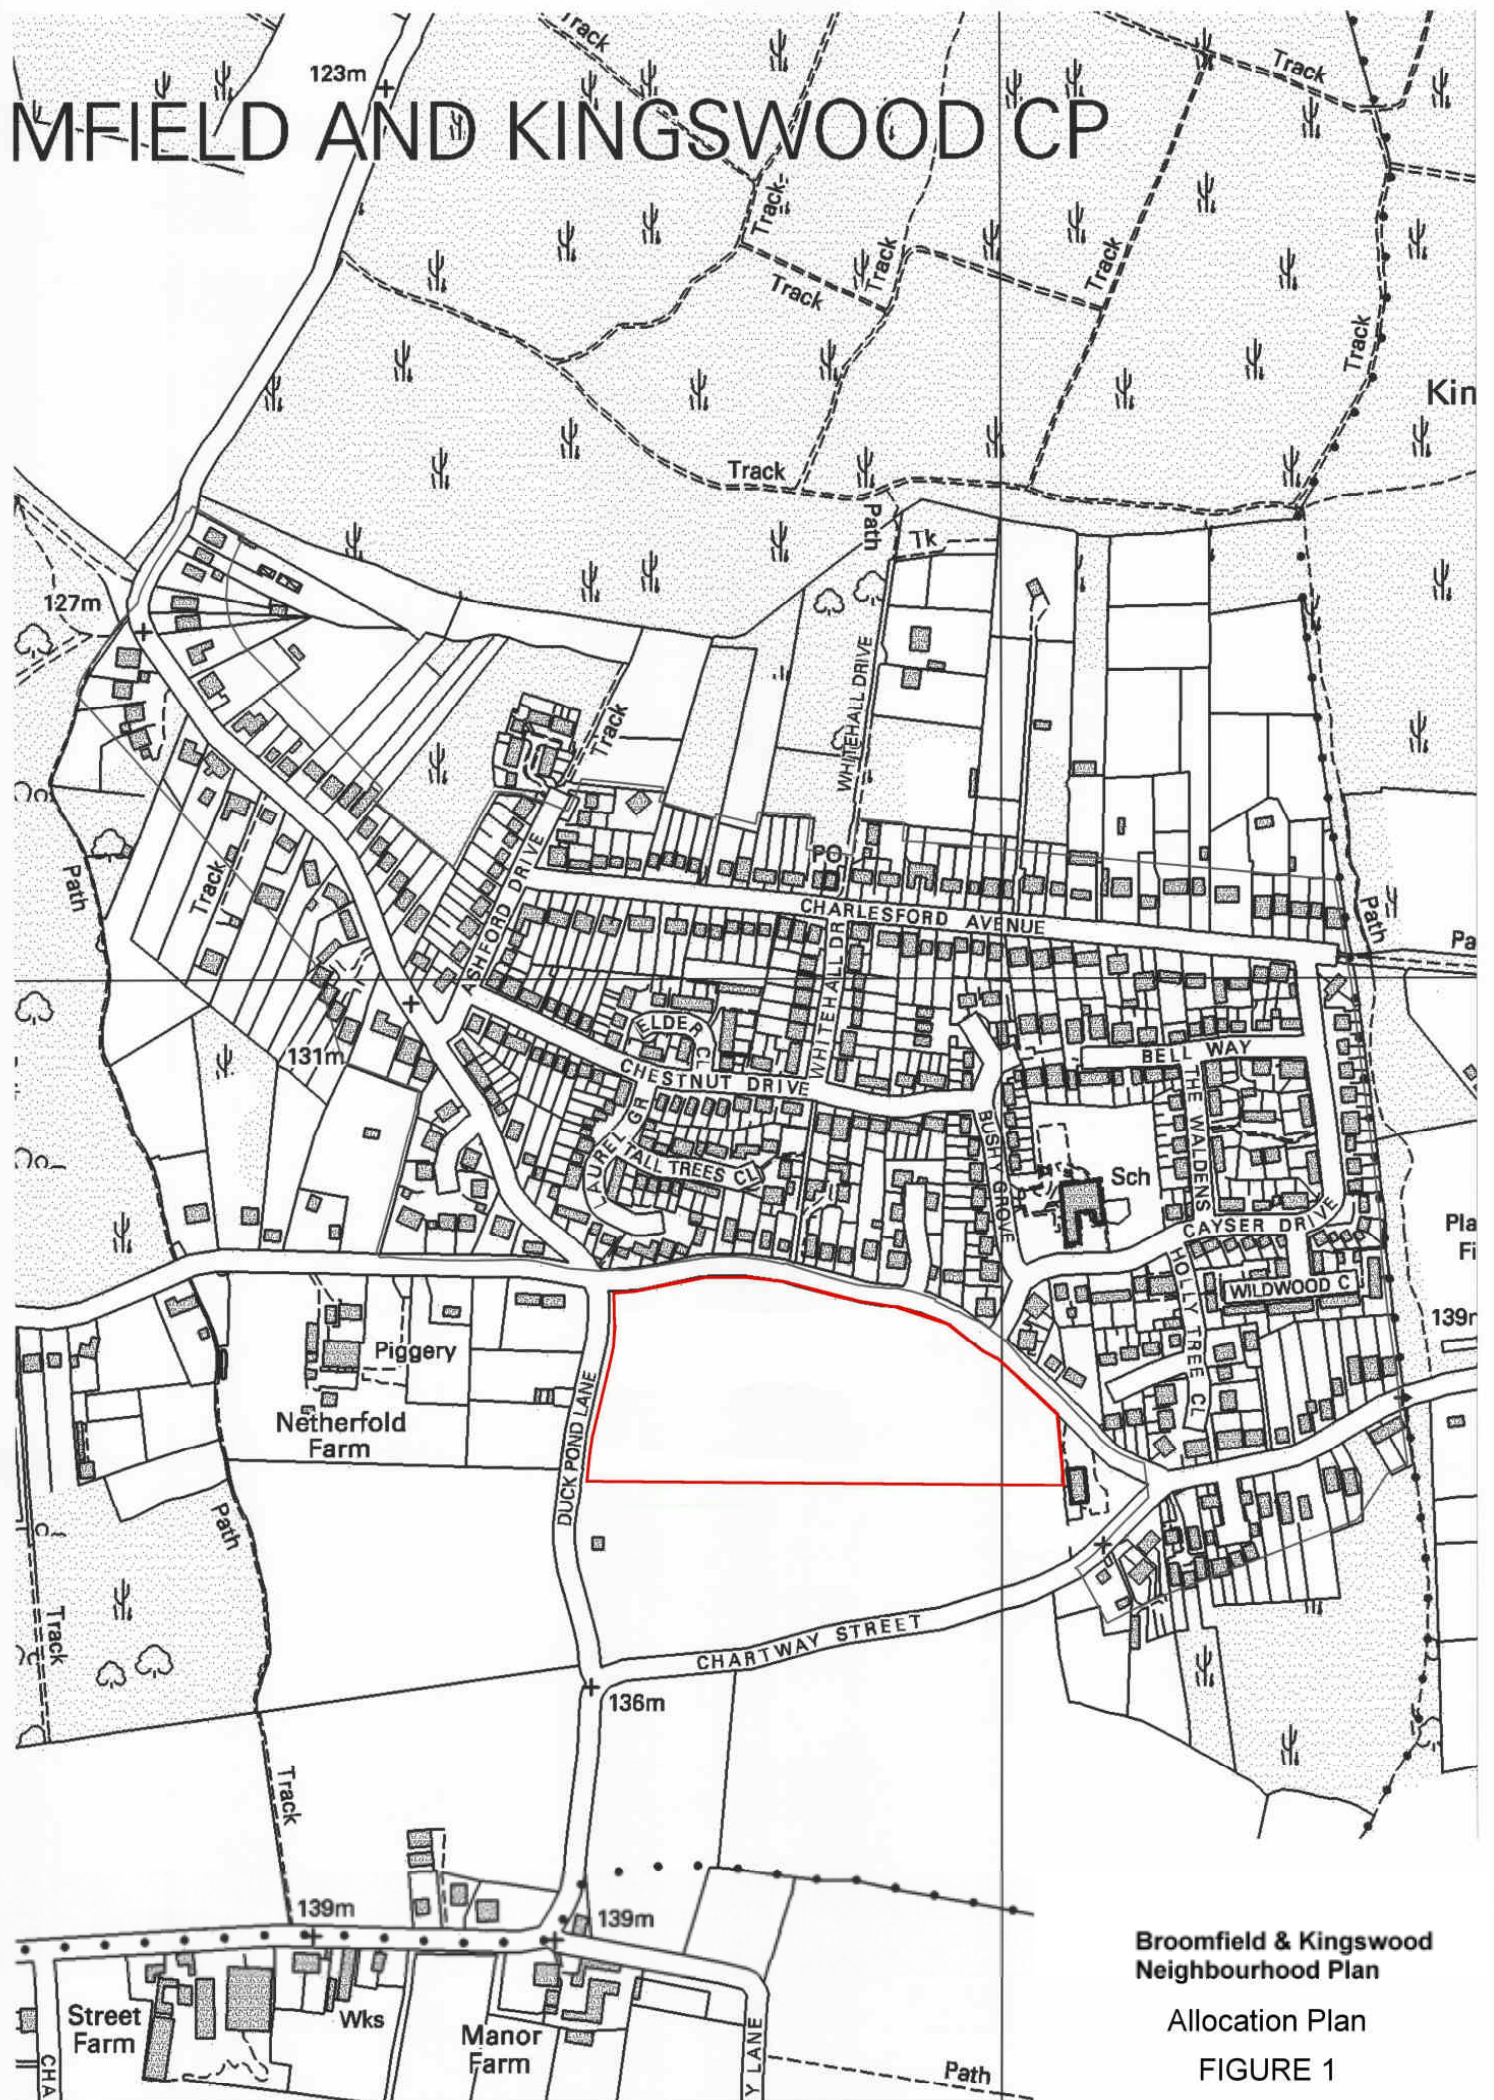 Track
123m
Track
MFIELD AND KINGSWOOD CP
Track
Track
Track
Track
Track
Kin
Track
Path
Tk
127m
WHITEHALL DRIVE
Track
Path
Track
ASHFORD DRIVE
PO
CHARLESFORD AVENUE
Path
Pa
WHITEHALL DR
131m
ELDER
CL
CHESTNUT DRIVE
BELL WAY
LAUREL GR
TALL TREES CL
BUSHY GROVE
THE WALDENS
Sch
CAYSER DRIVE
Pla
Fi
HOLLY TREE CL
WILDWOOD C
139m
Piggery
Netherfold
Farm
DUCK POND LANE
Path
Track
CHARTWAY STREET
136m
Track
139m
139m
Street
Farm
Wks
Manor
Farm
CHA
Y LANE
Path
Broomfield & Kingswood
Neighbourhood Plan
Allocation Plan
FIGURE 1